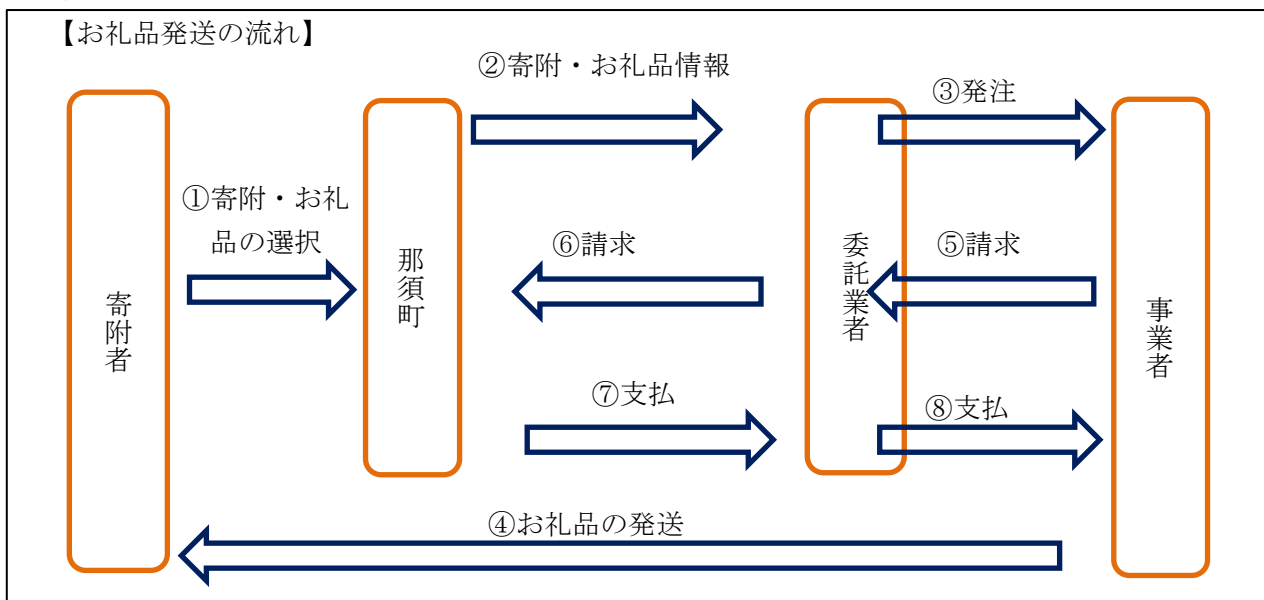 【お礼品発送の流れ】
②寄附・お礼品情報
③発注
①寄附・お礼
品の選択
⑥請求
⑤請求
那須町
委託業者
寄附者
事業者
⑦支払
⑧支払
④お礼品の発送